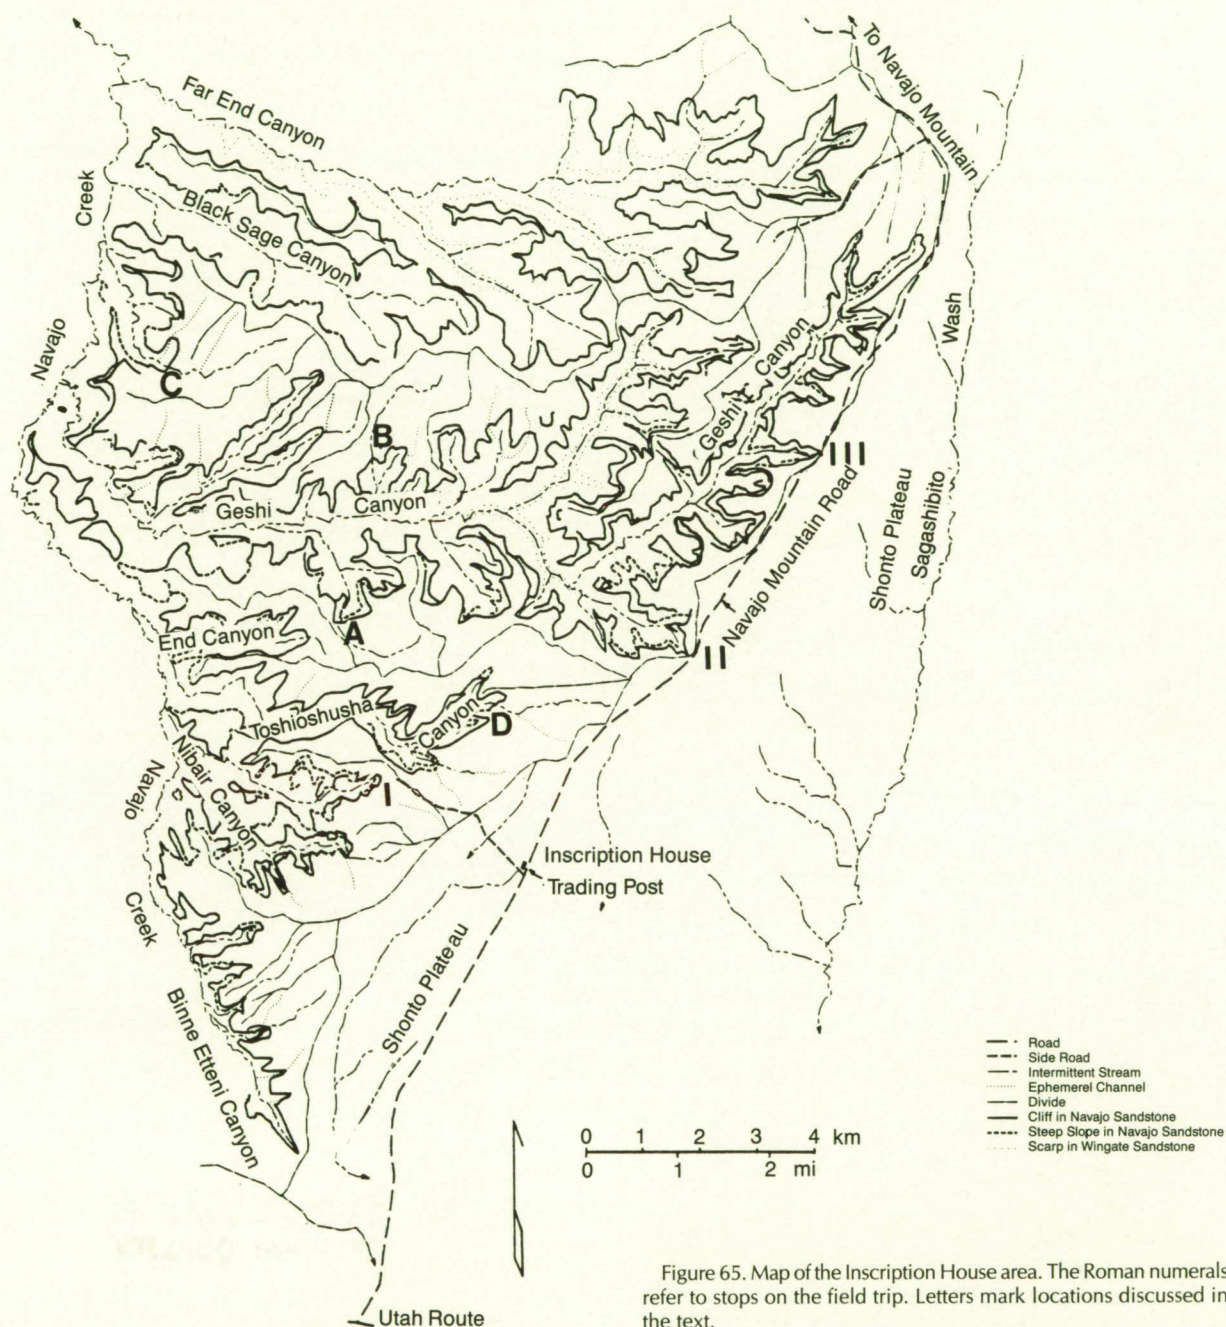 To Navajo Mountain
Far End Canyon
Creek
Black Sage Canyon
Navajo
C
B
Geshi Canyon
Geshi
Canyon
Wash
III
Navajo Mountain Road
Shonto Plateau
Sagashibito
A
End Canyon
II
Toshioshusha
Canyon
D
Nibair Canyon
Navajo
I
Inscription House
Trading Post
Creek
Shonto Plateau
Binne Etteni Canyon
Road
Side Road
Intermittent Stream
Ephemerel Channel
Divide
Cliff in Navajo Sandstone
Steep Slope in Navajo Sandstone
Scarp in Wingate Sandstone
0 1 2 3 4 km
0 1 2 mi
Utah Route
Figure 65. Map of the Inscription House area. The Roman numerals
refer to stops on the field trip. Letters mark locations discussed in
the text.